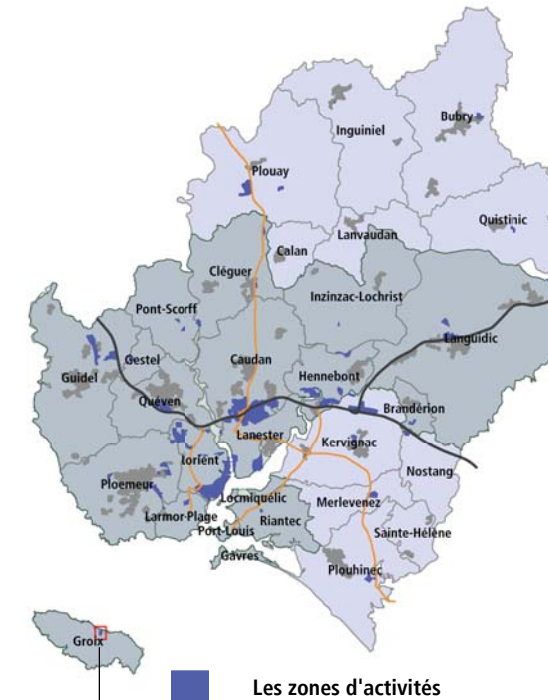 Bubry
Inguiniel
Plouay
Quistinic
Lanvaudan
Calan
Cléguer
Inzinzac-Lochrist
Pont-Scorff
Languidic
Gestel
Caudan
Guidel
Hennebont
Quéven
Brandérion
Lanester
Kervignac
Lorient
Nostang
Ploemeur
Locmiquélic
Merlevenez
Larmor-Plage
Riantec
Port-Louis
Sainte-Hélène
Gâvres
Plouhinec
Groix
Les zones d'activités